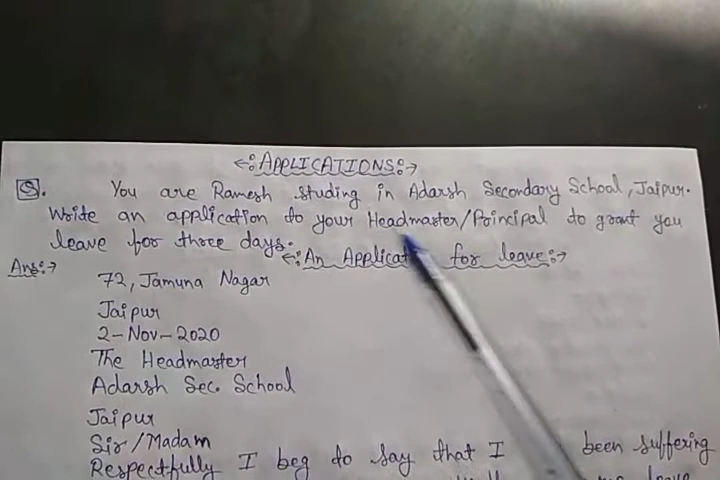 ←:APPLICATIONS:→
Q. You are Ramesh studing in Adarsh Secondary School, Jaipur.
Write an application to your Headmaster/Principal to grant you
leave for three days.
←:An Applicat for leave:→
Ans:→
72, Jamuna Nagar
Jaipur
2-Nov-2020
The Headmaster
Adarsh Sec. School
Jaipur
Sir/Madam
Respectfully I beg to say that I been suffering
leave